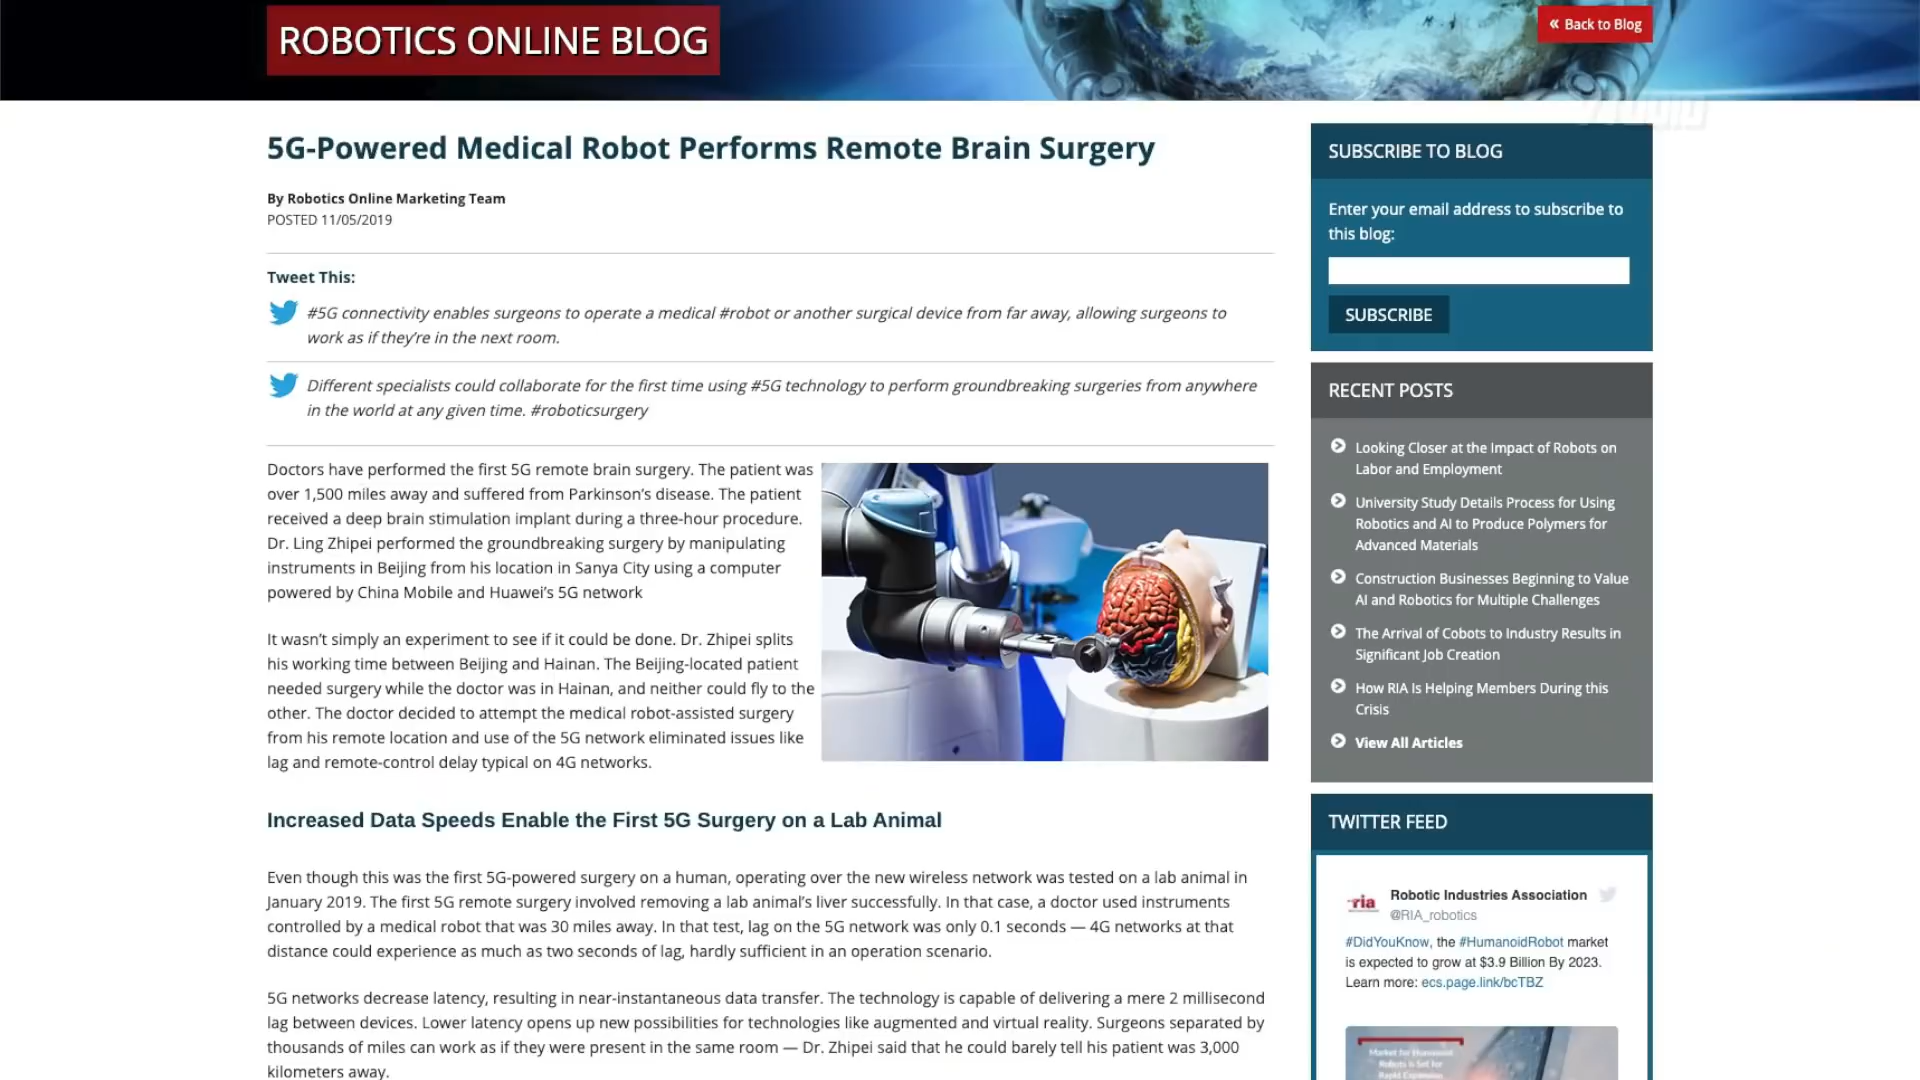 ROBOTICS ONLINE BLOG
« Back to Blog
5G-Powered Medical Robot Performs Remote Brain Surgery
By Robotics Online Marketing Team
POSTED 11/05/2019
Tweet This:
#5G connectivity enables surgeons to operate a medical #robot or another surgical device from far away, allowing surgeons to
work as if they’re in the next room.
Different specialists could collaborate for the first time using #5G technology to perform groundbreaking surgeries from anywhere
in the world at any given time. #roboticsurgery
Doctors have performed the first 5G remote brain surgery. The patient was
over 1,500 miles away and suffered from Parkinson’s disease. The patient
received a deep brain stimulation implant during a three-hour procedure.
Dr. Ling Zhipei performed the groundbreaking surgery by manipulating
instruments in Beijing from his location in Sanya City using a computer
powered by China Mobile and Huawei’s 5G network
It wasn’t simply an experiment to see if it could be done. Dr. Zhipei splits
his working time between Beijing and Hainan. The Beijing-located patient
needed surgery while the doctor was in Hainan, and neither could fly to the
other. The doctor decided to attempt the medical robot-assisted surgery
from his remote location and use of the 5G network eliminated issues like
lag and remote-control delay typical on 4G networks.
Increased Data Speeds Enable the First 5G Surgery on a Lab Animal
Even though this was the first 5G-powered surgery on a human, operating over the new wireless network was tested on a lab animal in
January 2019. The first 5G remote surgery involved removing a lab animal’s liver successfully. In that case, a doctor used instruments
controlled by a medical robot that was 30 miles away. In that test, lag on the 5G network was only 0.1 seconds — 4G networks at that
distance could experience as much as two seconds of lag, hardly sufficient in an operation scenario.
5G networks decrease latency, resulting in near-instantaneous data transfer. The technology is capable of delivering a mere 2 millisecond
lag between devices. Lower latency opens up new possibilities for technologies like augmented and virtual reality. Surgeons separated by
thousands of miles can work as if they were present in the same room — Dr. Zhipei said that he could barely tell his patient was 3,000
kilometers away.
SUBSCRIBE TO BLOG
Enter your email address to subscribe to
this blog:
SUBSCRIBE
RECENT POSTS
Looking Closer at the Impact of Robots on
Labor and Employment
University Study Details Process for Using
Robotics and AI to Produce Polymers for
Advanced Materials
Construction Businesses Beginning to Value
AI and Robotics for Multiple Challenges
The Arrival of Cobots to Industry Results in
Significant Job Creation
How RIA Is Helping Members During this
Crisis
View All Articles
TWITTER FEED
ria
Robotic Industries Association
@RIA_robotics
#DidYouKnow, the #HumanoidRobot market
is expected to grow at $3.9 Billion By 2023.
Learn more: ecs.page.link/bcTBZ
Market for Humanoid
Robots is Set for
Rapid Expansion